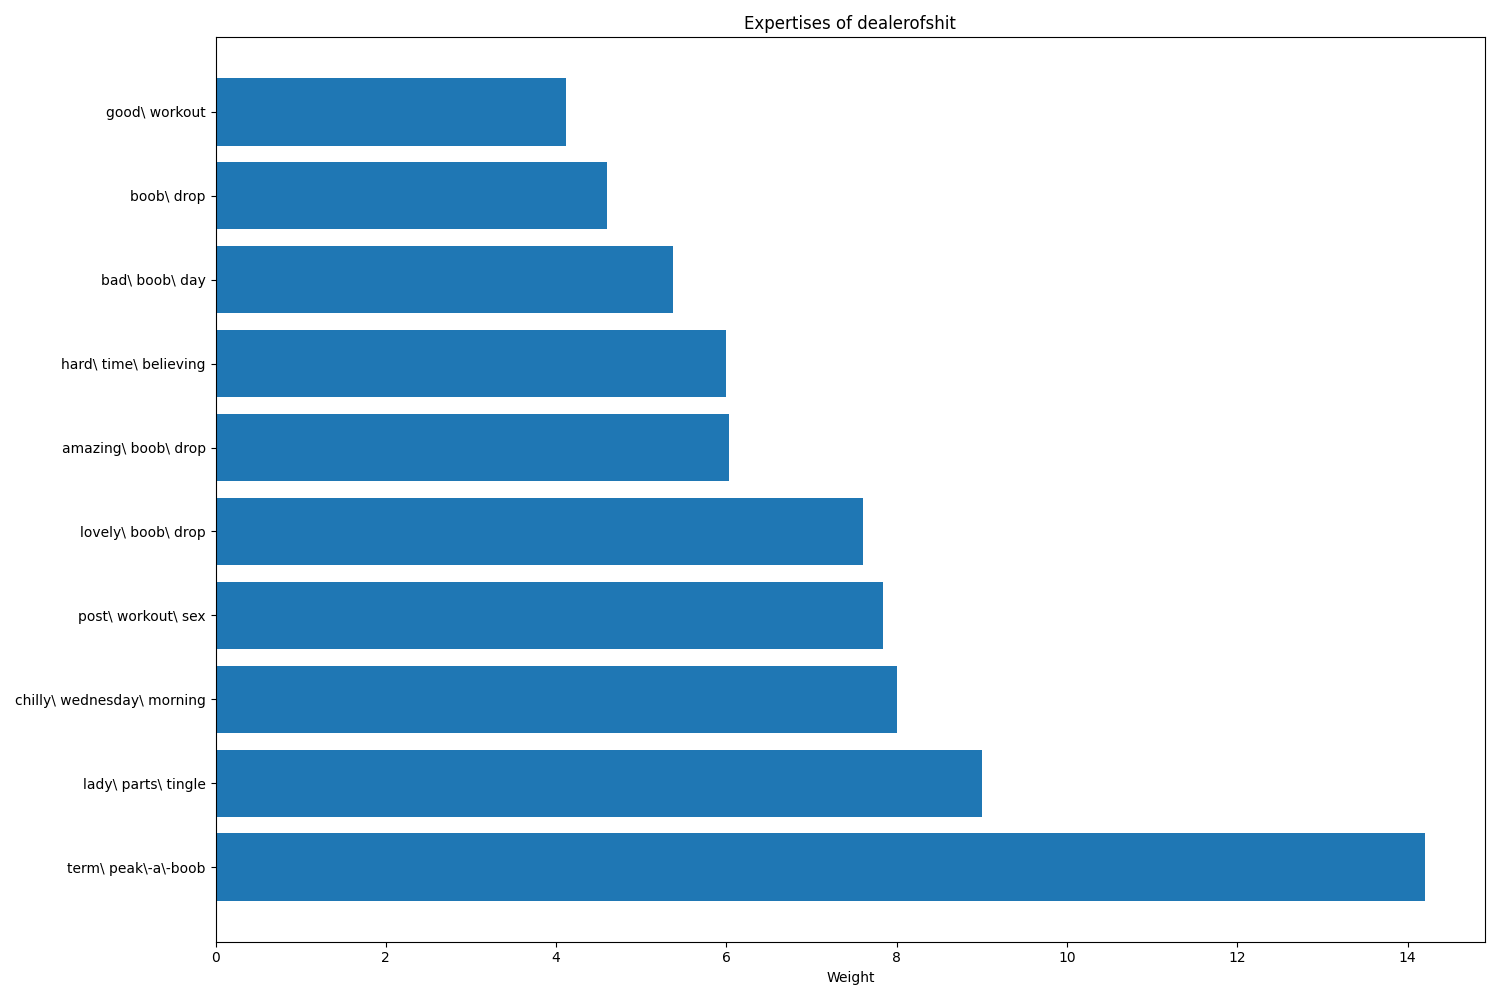 Expertises of dealerofshit
good\ workout
boob\ drop
bad\ boob\ day
hard\ time\ believing
amazing\ boob\ drop
lovely\ boob\ drop
post\ workout\ sex
chilly\ wednesday\ morning
lady\ parts\ tingle
term\ peak\-a\-boob
0 2 4 6 8 10 12 14
Weight